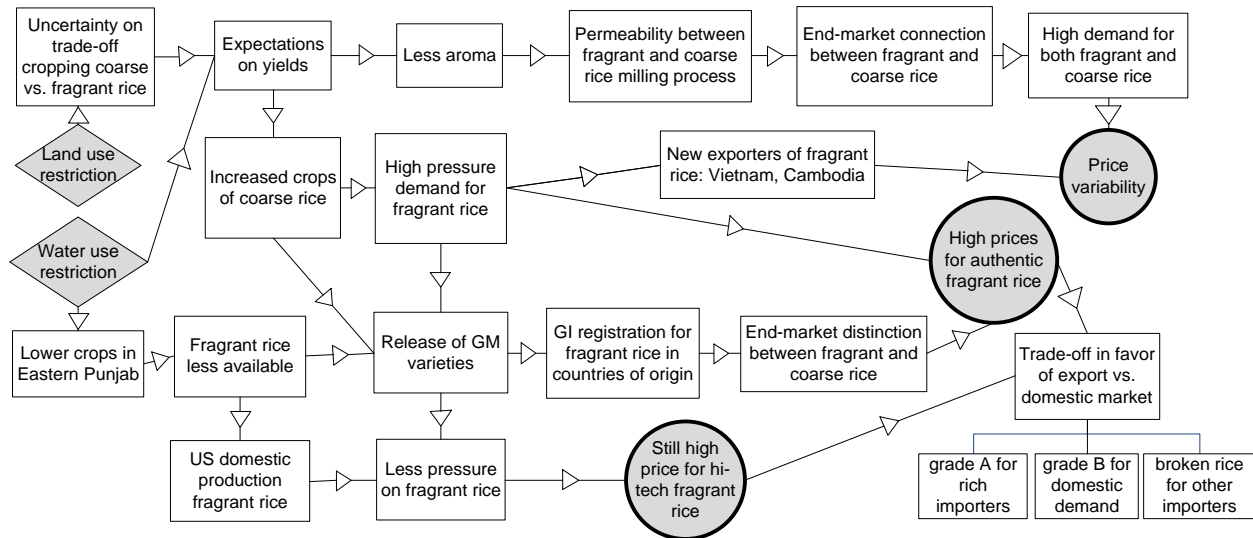 Uncertainty on
trade-off
cropping coarse
vs. fragrant rice
Expectations
on yields
Less aroma
Permeability between
fragrant and coarse
rice milling process
End-market connection
between fragrant and
coarse rice
High demand for
both fragrant and
coarse rice
Land use
restriction
Increased crops
of coarse rice
High pressure
demand for
fragrant rice
New exporters of fragrant
rice: Vietnam, Cambodia
Price
variability
Water use
restriction
High prices
for authentic
fragrant rice
Lower crops in
Eastern Punjab
Fragrant rice
less available
Release of GM
varieties
GI registration for
fragrant rice in
countries of origin
End-market distinction
between fragrant and
coarse rice
Trade-off in favor
of export vs.
domestic market
US domestic
production
fragrant rice
Less pressure
on fragrant rice
Still high
price for hi-
tech fragrant
rice
grade A for
rich
importers
grade B for
domestic
demand
broken rice
for other
importers